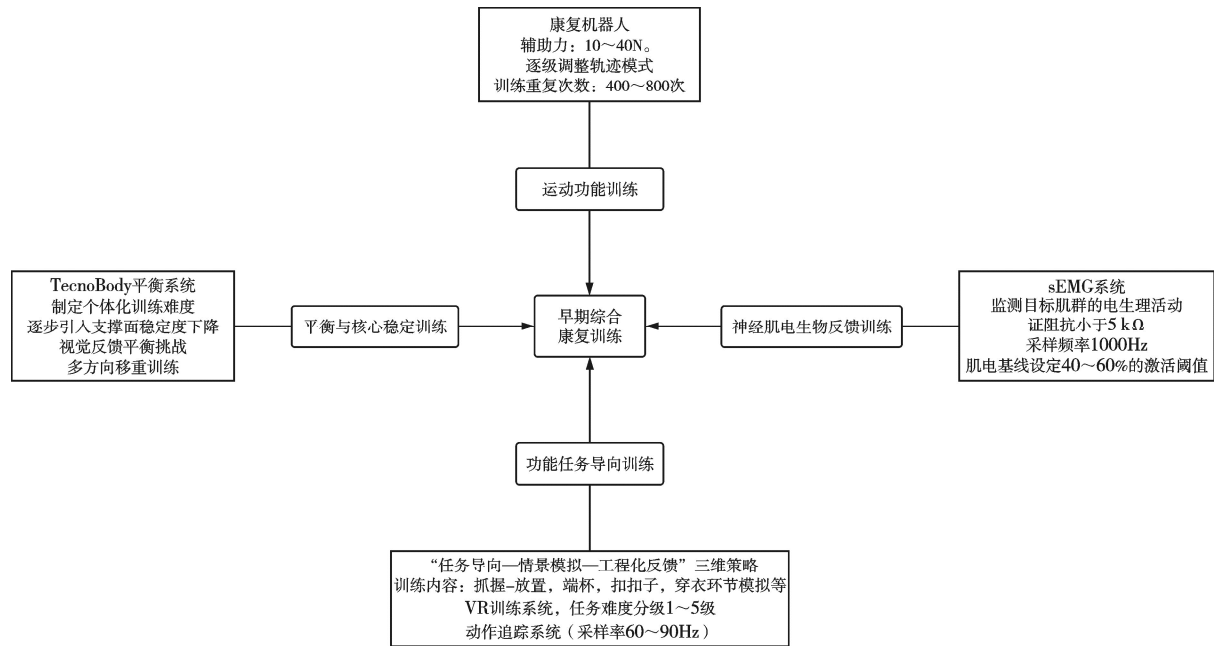 康复机器人
辅助力：10～40N。
逐级调整轨迹模式
训练重复次数：400～800次
运动功能训练
TecnoBody平衡系统
制定个体化训练难度
逐步引入支撑面稳定度下降
视觉反馈平衡挑战
多方向移重训练
平衡与核心稳定训练
早期综合
康复训练
神经肌电生物反馈训练
sEMG系统
监测目标肌群的电生理活动
证阻抗小于5 kΩ
采样频率1000Hz
肌电基线设定40～60%的激活阈值
功能任务导向训练
“任务导向—情景模拟—工程化反馈”三维策略
训练内容：抓握-放置，端杯，扣扣子，穿衣环节模拟等
VR训练系统，任务难度分级1～5级
动作追踪系统（采样率60～90Hz）